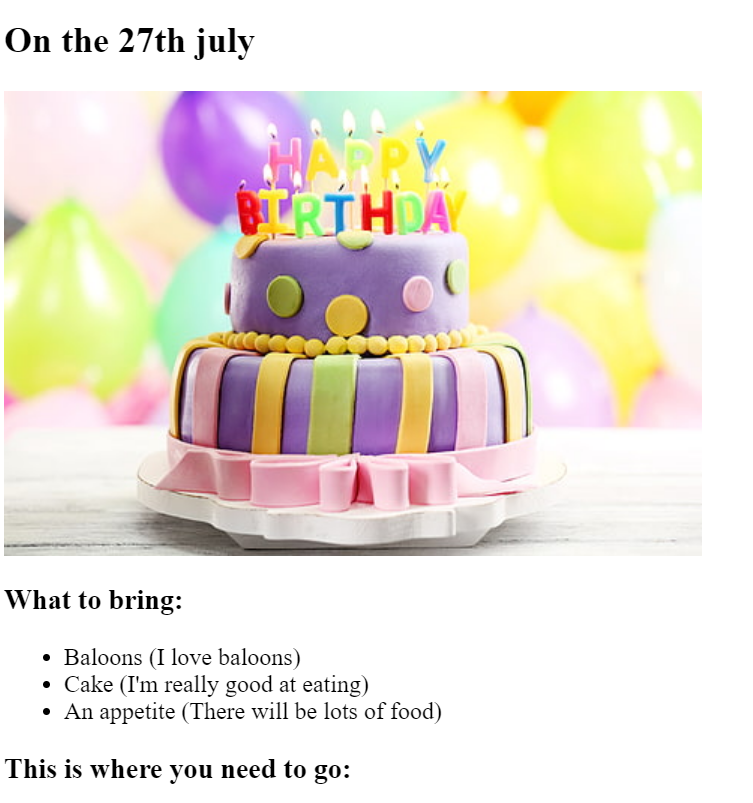 On the 27th july
HAPPY
BIRTHDAY
What to bring:
Baloons (I love baloons)
Cake (I'm really good at eating)
An appetite (There will be lots of food)
This is where you need to go: